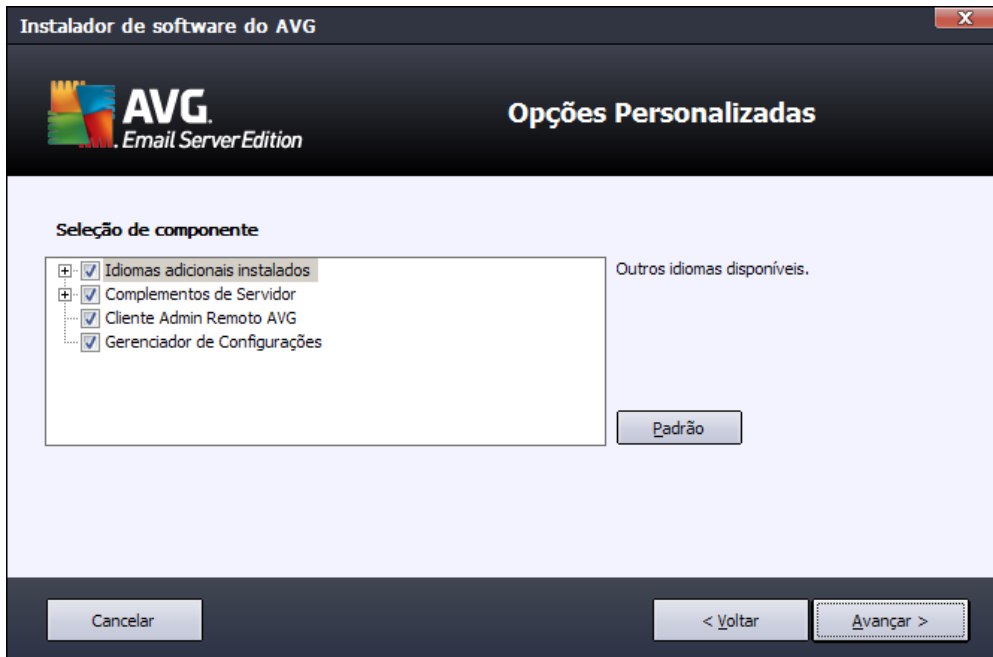 Instalador de software do AVG
AVG.
Email Server Edition
Opções Personalizadas
Seleção de componente
Idiomas adicionais instalados
Complementos de Servidor
Cliente Admin Remoto AVG
Gerenciador de Configurações
Outros idiomas disponíveis.
Padrão
Cancelar
< Voltar
Avançar >